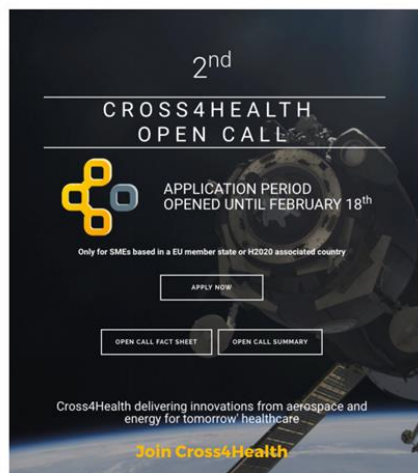 2nd
CROSS4HEALTH
OPEN CALL
APPLICATION PERIOD
OPENED UNTIL FEBRUARY 18th
Only for SMEs based in a EU member state or H2020 associated country
APPLY NOW
OPEN CALL FACT SHEET
OPEN CALL SUMMARY
Cross4Health delivering innovations from aerospace and
energy for tomorrow' healthcare
Join Cross4Health